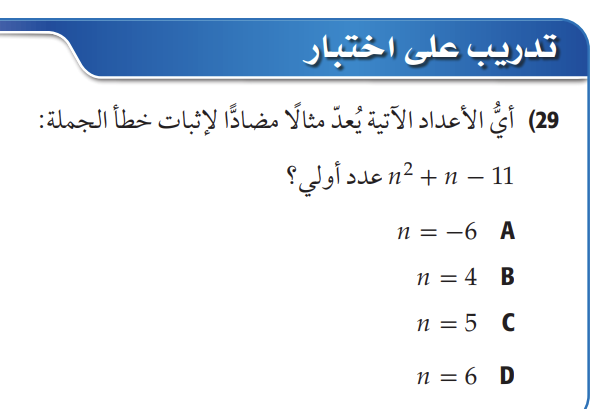 تدريب على اختبار
29) أيُّ الأعداد الآتية يُعدّ مثالًا مضادًّا لإثبات خطأ الجملة:
n² + n − 11 عدد أولي؟
A n = −6
B n = 4
C n = 5
D n = 6